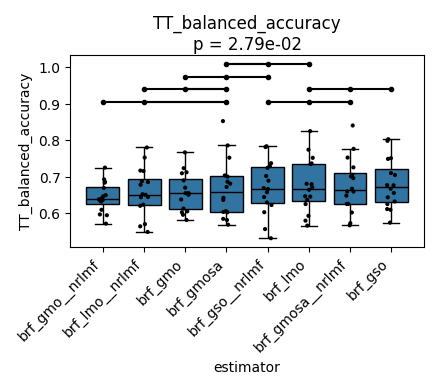 TT_balanced_accuracy
p = 2.79e-02
TT_balanced_accuracy
1.0
0.9
0.8
0.7
0.6
brf_gmo__nrlmf
brf_lmo__nrlmf
brf_gmo
brf_gmosa
brf_gso__nrlmf
brf_lmo
brf_gmosa__nrlmf
brf_gso
estimator